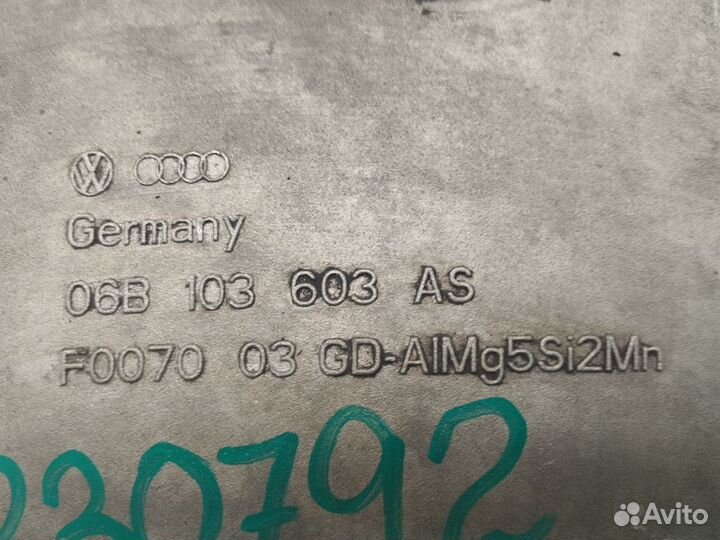 Germany
06B 103 603 AS
F0070 03 GD-AlMg5Si2Mn
230792
Avito